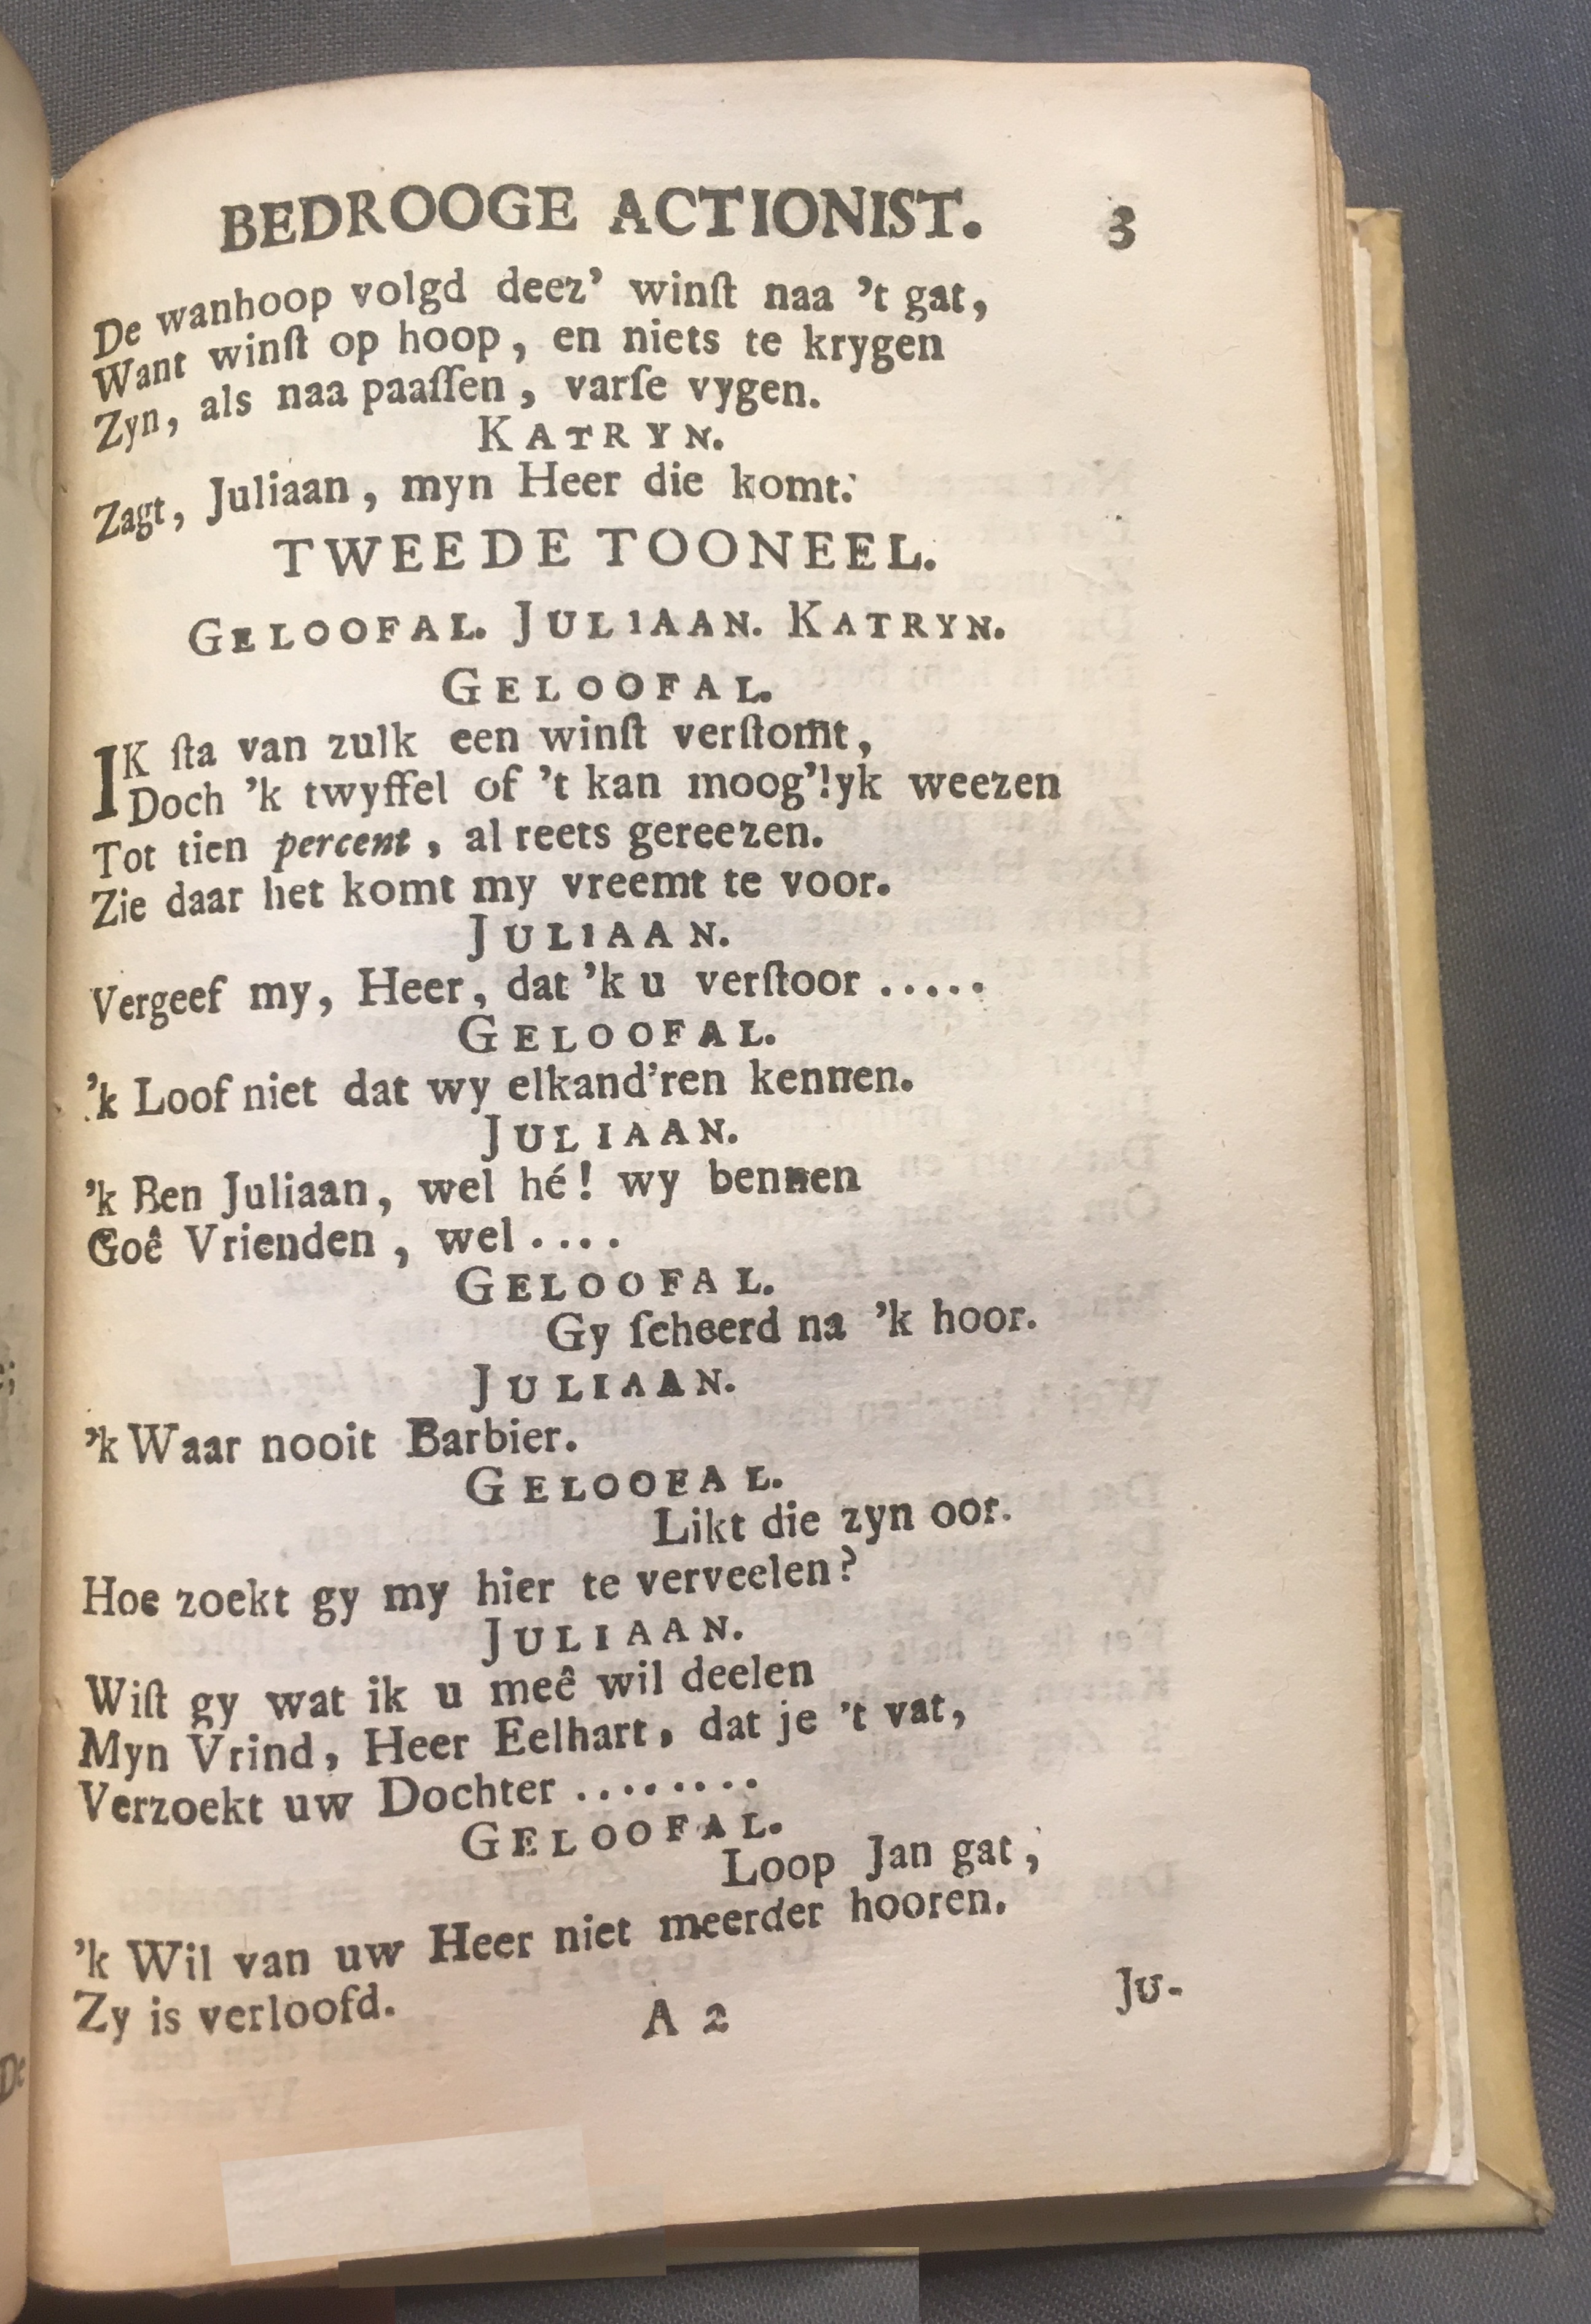 BEDROOGE ACTIONIST. 3
De wanhoop volgd deez’ winſt naa ’t gat,
Want winſt op hoop, en niets te krygen
Zyn, als naa paaſſen, varſe vygen.
KATRYN.
Zagt, Juliaan, myn Heer die komt.
TWEEDE TOONEEL.
GELOOFAL. JULIAAN. KATRYN.
GELOOFAL.
IK ſta van zulk een winſt verſtomt,
Doch ’k twyffel of ’t kan moog’lyk weezen
Tot tien percent, al reets gereezen.
Zie daar het komt my vreemt te voor.
JULIAAN.
Vergeef my, Heer, dat ’k u verſtoor .....
GELOOFAL.
’k Loof niet dat wy elkand’ren kennen.
JULIAAN.
’k Ben Juliaan, wel hé! wy bennen
Goê Vrienden, wel ....
GELOOFAL.
Gy ſcheerd na ’k hoor.
JULIAAN.
’k Waar nooit Barbier.
GELOOFAL.
Likt die zyn oor.
Hoe zoekt gy my hier te verveelen?
JULIAAN.
Wiſt gy wat ik u meê wil deelen
Myn Vrind, Heer Eelhart, dat je ’t vat,
Verzoekt uw Dochter ........
GELOOFAL.
Loop Jan gat,
’k Wil van uw Heer niet meerder hooren.
Zy is verloofd.
A 2 Ju-